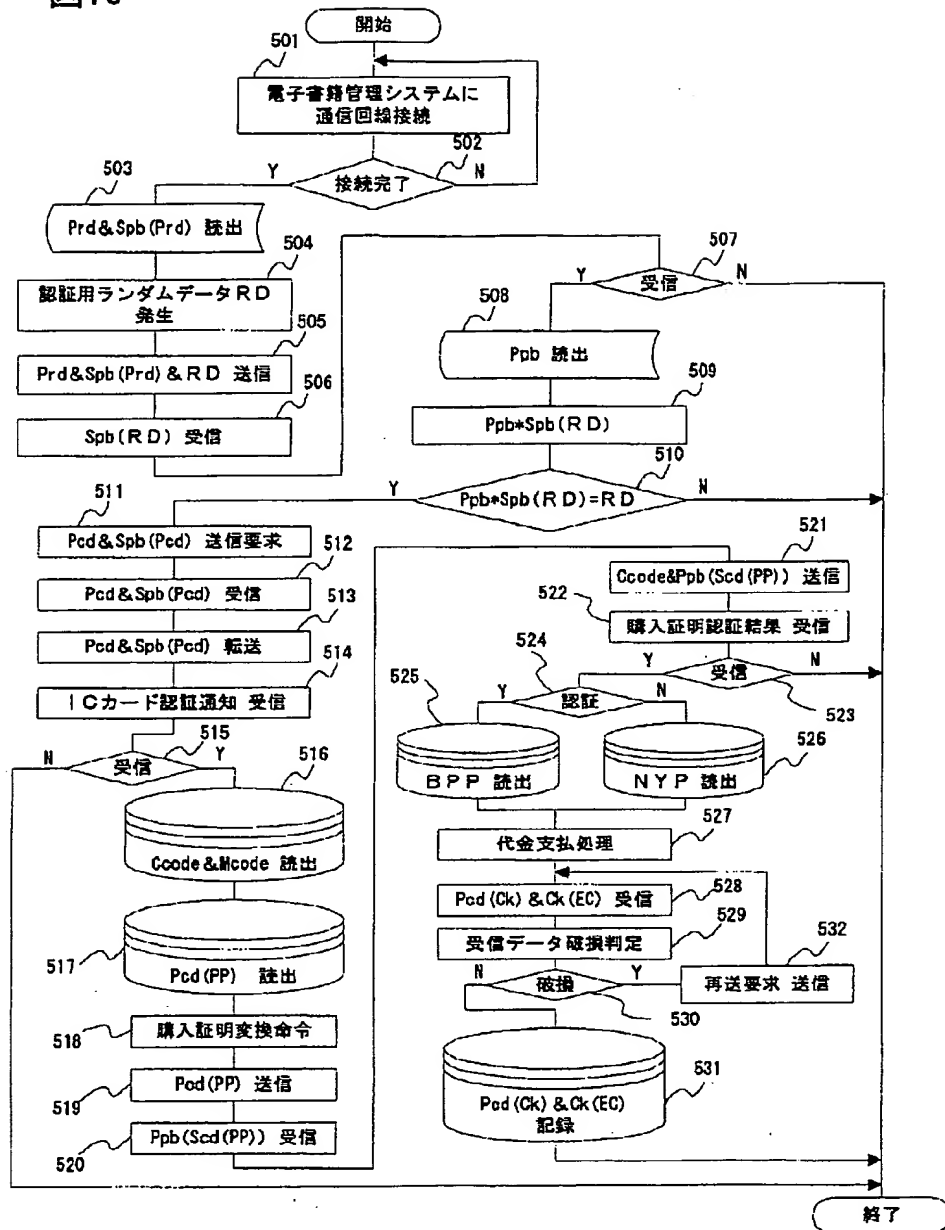 開始
501
電子書籍管理システムに
通信回線接続
502
接続完了
Y
N
503
Prd&Spb(Prd) 読出
504
認証用ランダムデータRD
発生
505
Prd&Spb(Prd)&RD 送信
506
Spb(RD) 受信
507
受信
Y
N
508
Ppb 読出
509
Ppb*Spb(RD)
510
Ppb*Spb(RD)=RD
Y
N
511
Pcd&Spb(Pcd) 送信要求
512
Pcd&Spb(Pcd) 受信
513
Pcd&Spb(Pcd) 転送
514
ICカード認証通知 受信
515
受信
N
Y
516
Ccode&Mcode 読出
517
Pcd(PP) 読出
518
購入証明変換命令
519
Pcd(PP) 送信
520
Ppb(Scd(PP)) 受信
521
Ccode&Ppb(Scd(PP)) 送信
522
購入証明認証結果 受信
523
受信
Y
N
524
認証
Y
N
525
BPP 読出
526
NYP 読出
527
代金支払処理
528
Pcd(Ck)&Ck(EC) 受信
529
受信データ破損判定
530
破損
N
Y
532
再送要求 送信
531
Pcd(Ck)&Ck(EC)
記録
終了